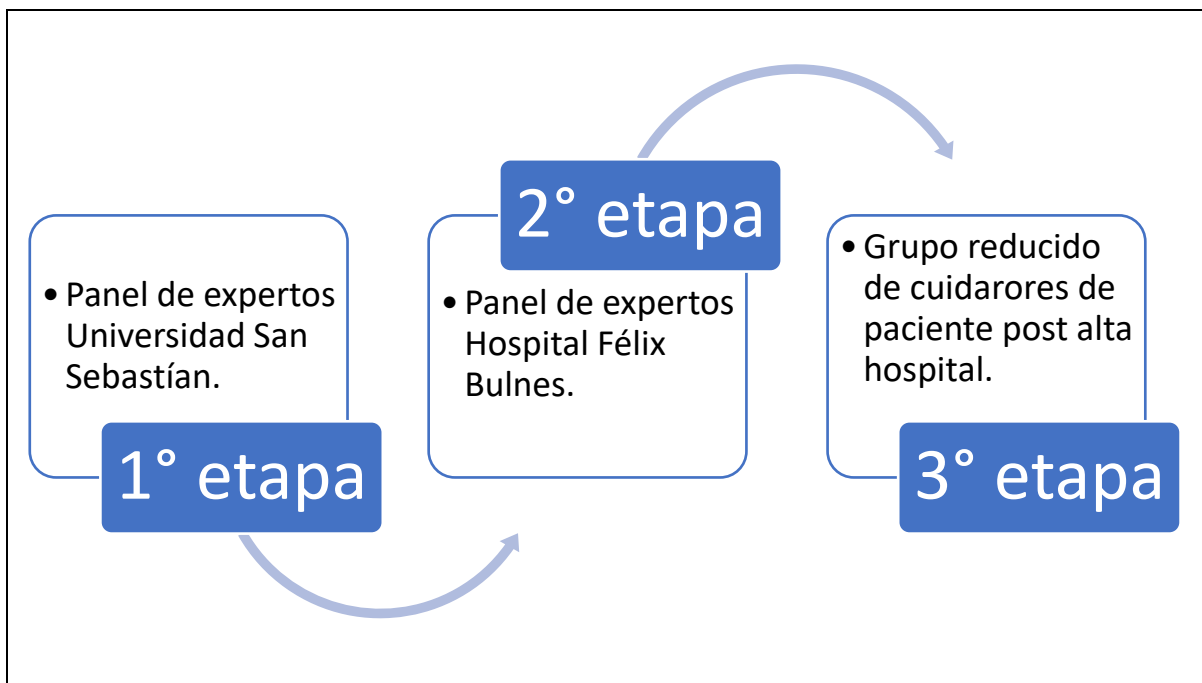 • Panel de expertos
Universidad San
Sebastían.
1° etapa
2° etapa
• Panel de expertos
Hospital Félix
Bulnes.
• Grupo reducido
de cuidarores de
paciente post alta
hospital.
3° etapa